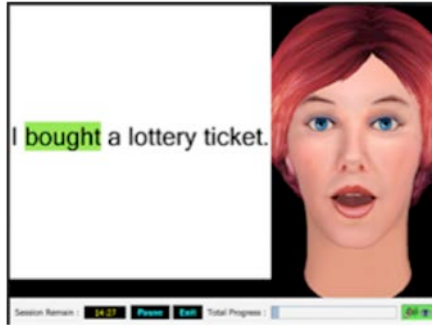 I bought a lottery ticket.
Session Remain : 14:27 Pause Exit Total Progress :